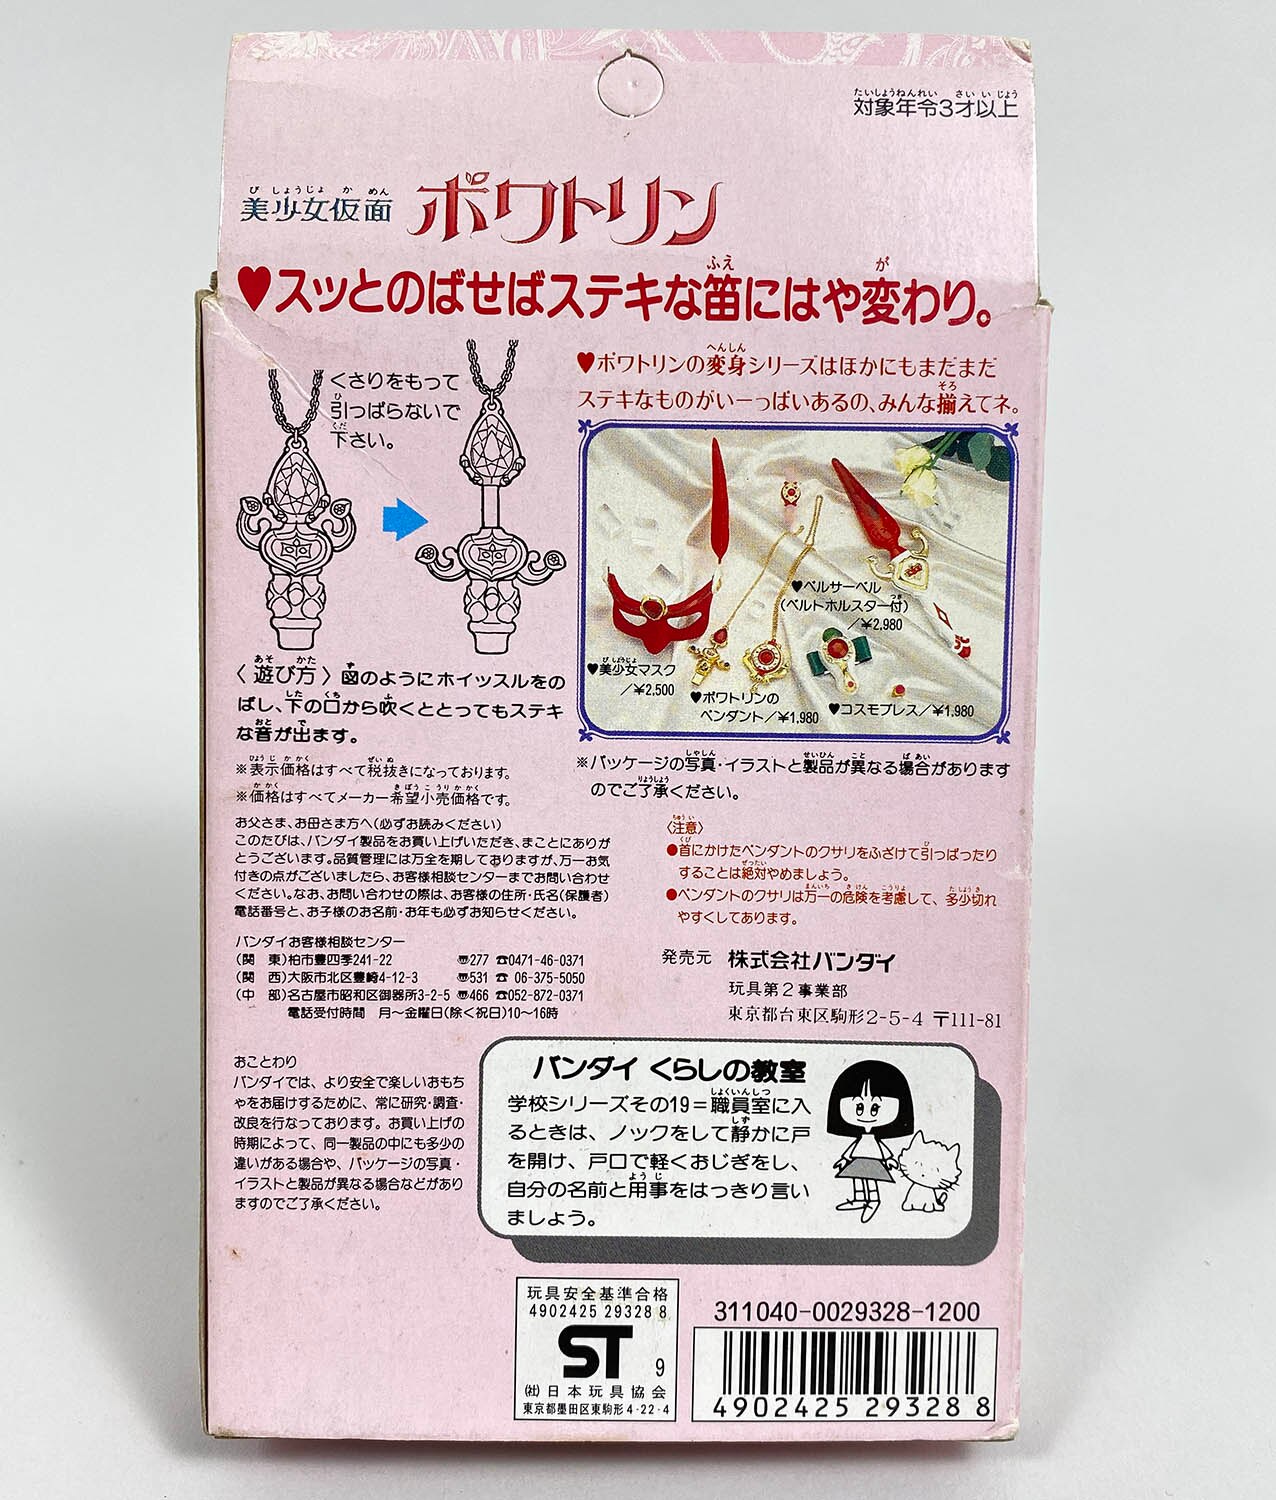 対象年令3才以上
美少女仮面 ポワトリン
♥スッとのばせばステキな笛にはや変わり。
くさりをもって
引っぱらないで
下さい。
♥ポワトリンの変身シリーズはほかにもまだまだ
ステキなものがいーっぱいあるの、みんな揃えてネ。
♥ベルサーベル
(ベルトホルスター付)
/¥2,980
♥美少女マスク
/¥2,500
♥ポワトリンの
ペンダント/¥1,980
♥コスモプレス/¥1,980
〈遊び方〉図のようにホイッスルをの
ばし、下の口から吹くととってもステキ
な音が出ます。
※表示価格はすべて税抜きになっております。
※価格はすべてメーカー希望小売価格です。
※パッケージの写真・イラストと製品が異なる場合があります
のでご了承ください。
お父さま、お母さま方へ(必ずお読みください)
このたびは、バンダイ製品をお買い上げいただき、まことにありが
とうございます。品質管理には万全を期しておりますが、万一お気
付きの点がございましたら、お客様相談センターまでお問い合わせ
ください。なお、お問い合わせの際は、お客様の住所・氏名(保護者)
電話番号と、お子様のお名前・お年も必ずお知らせください。
〈注意〉
●首にかけたペンダントのクサリをふざけて引っぱったり
することは絶対やめましょう。
●ペンダントのクサリは万一の危険を考慮して、多少切れ
やすくしてあります。
バンダイお客様相談センター
(関 東)柏市豊四季241-22 〠277 ☎0471-46-0371
(関 西)大阪市北区豊崎4-12-3 〠531 ☎06-375-5050
(中 部)名古屋市昭和区御器所3-2-5 〠466 ☎052-872-0371
電話受付時間 月～金曜日(除く祝日)10～16時
発売元 株式会社バンダイ
玩具第2事業部
東京都台東区駒形2-5-4 〒111-81
おことわり
バンダイでは、より安全で楽しいおもち
ゃをお届けするために、常に研究・調査・
改良を行なっております。お買い上げの
時期によって、同一製品の中にも多少の
違いがある場合や、パッケージの写真・
イラストと製品が異なる場合などがあり
ますのでご了承ください。
バンダイ くらしの教室
学校シリーズその19＝職員室に入
るときは、ノックをして静かに戸
を開け、戸口で軽くおじぎをし、
自分の名前と用事をはっきり言い
ましょう。
玩具安全基準合格
4902425 29328 8
ST 9
(社)日本玩具協会
東京都墨田区東駒形4-22-4
311040-0029328-1200
4902425 29328 8